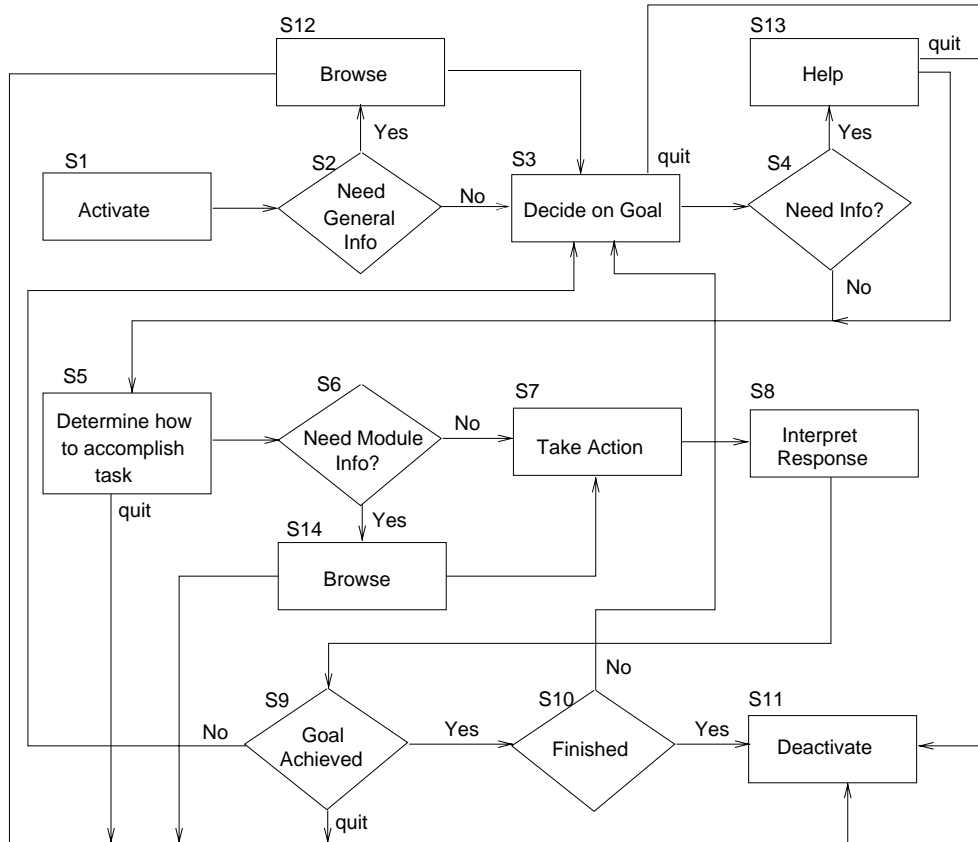 S12
Browse
Yes
S13
quit
Help
Yes
S1
Activate
S2
Need
General
Info
No
S3
quit
Decide on Goal
S4
Need Info?
No
S5
Determine how
to accomplish
task
quit
S6
Need Module
Info?
No
Yes
S7
Take Action
S8
Interpret
Response
S14
Browse
S9
No
Goal
Achieved
Yes
quit
S10
No
Finished
Yes
S11
Deactivate